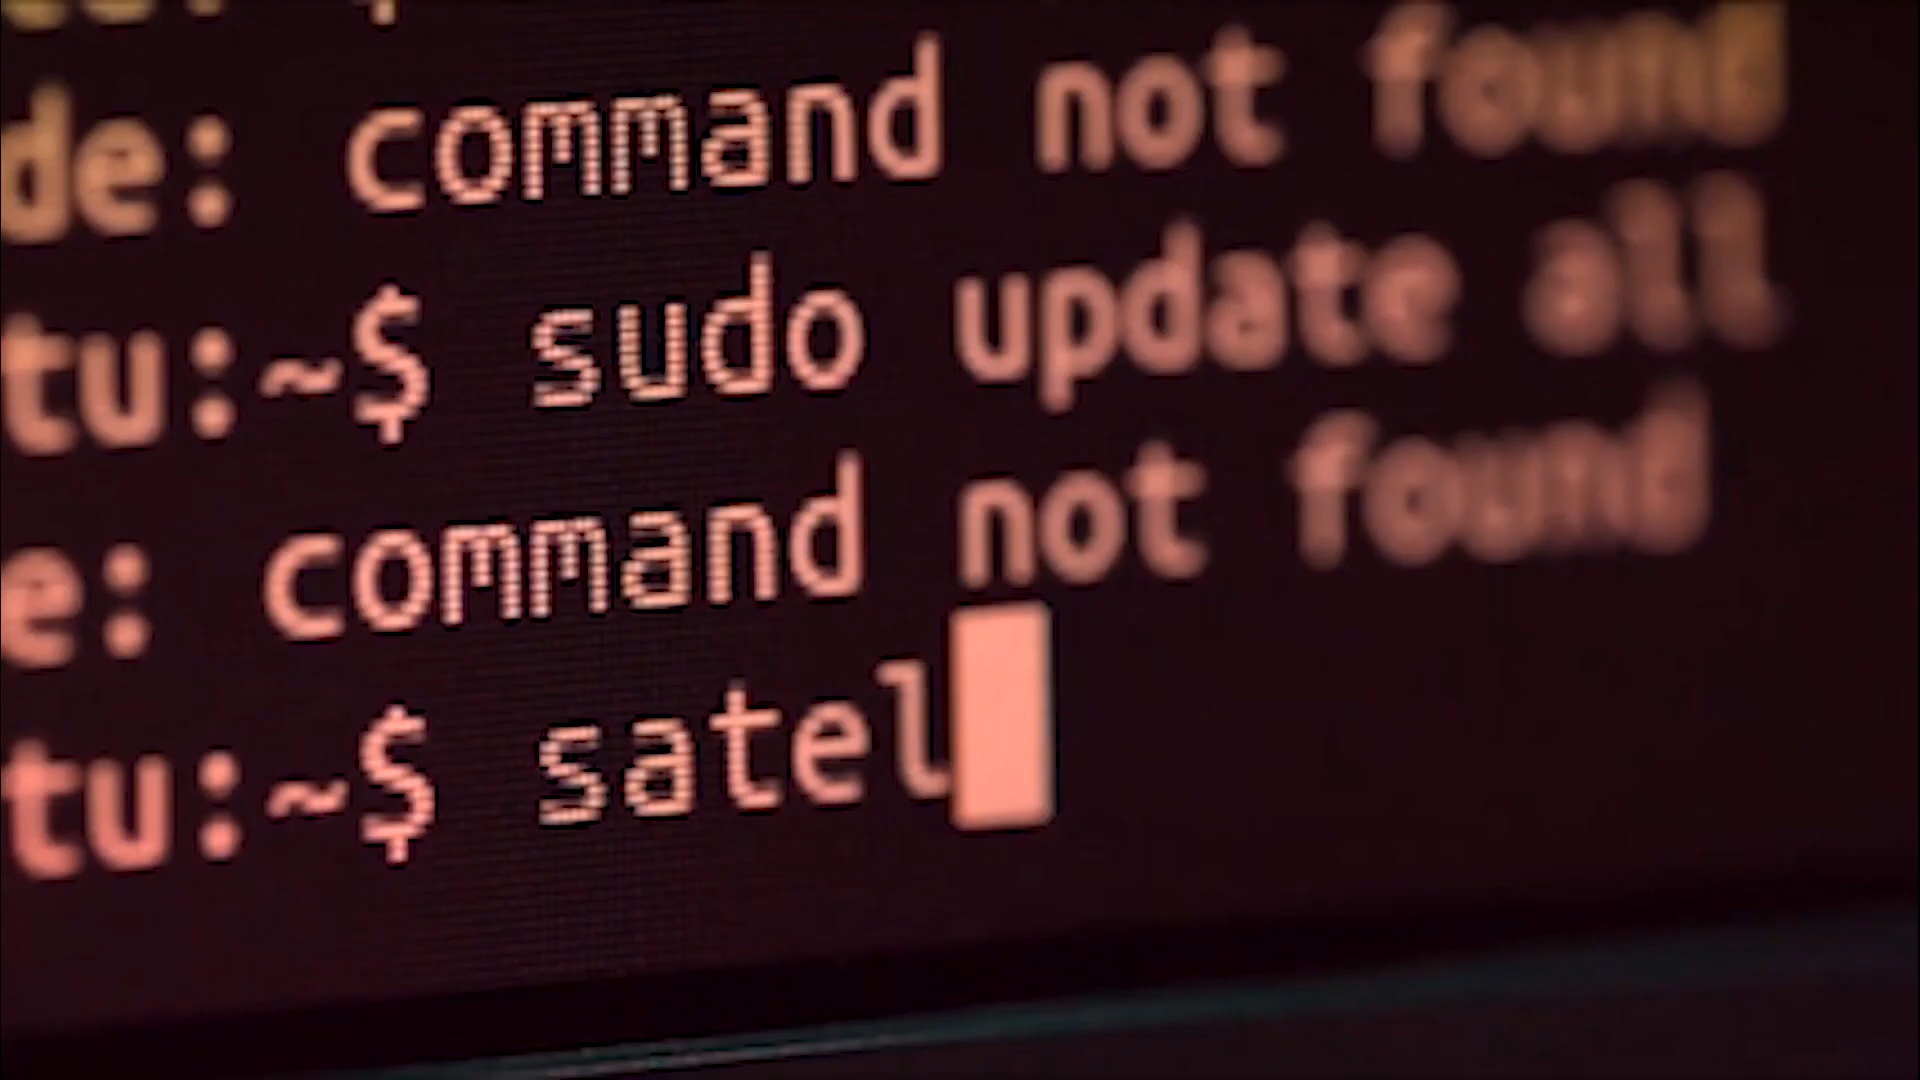 de: command not found
tu:~$ sudo update all
e: command not found
tu:~$ satel